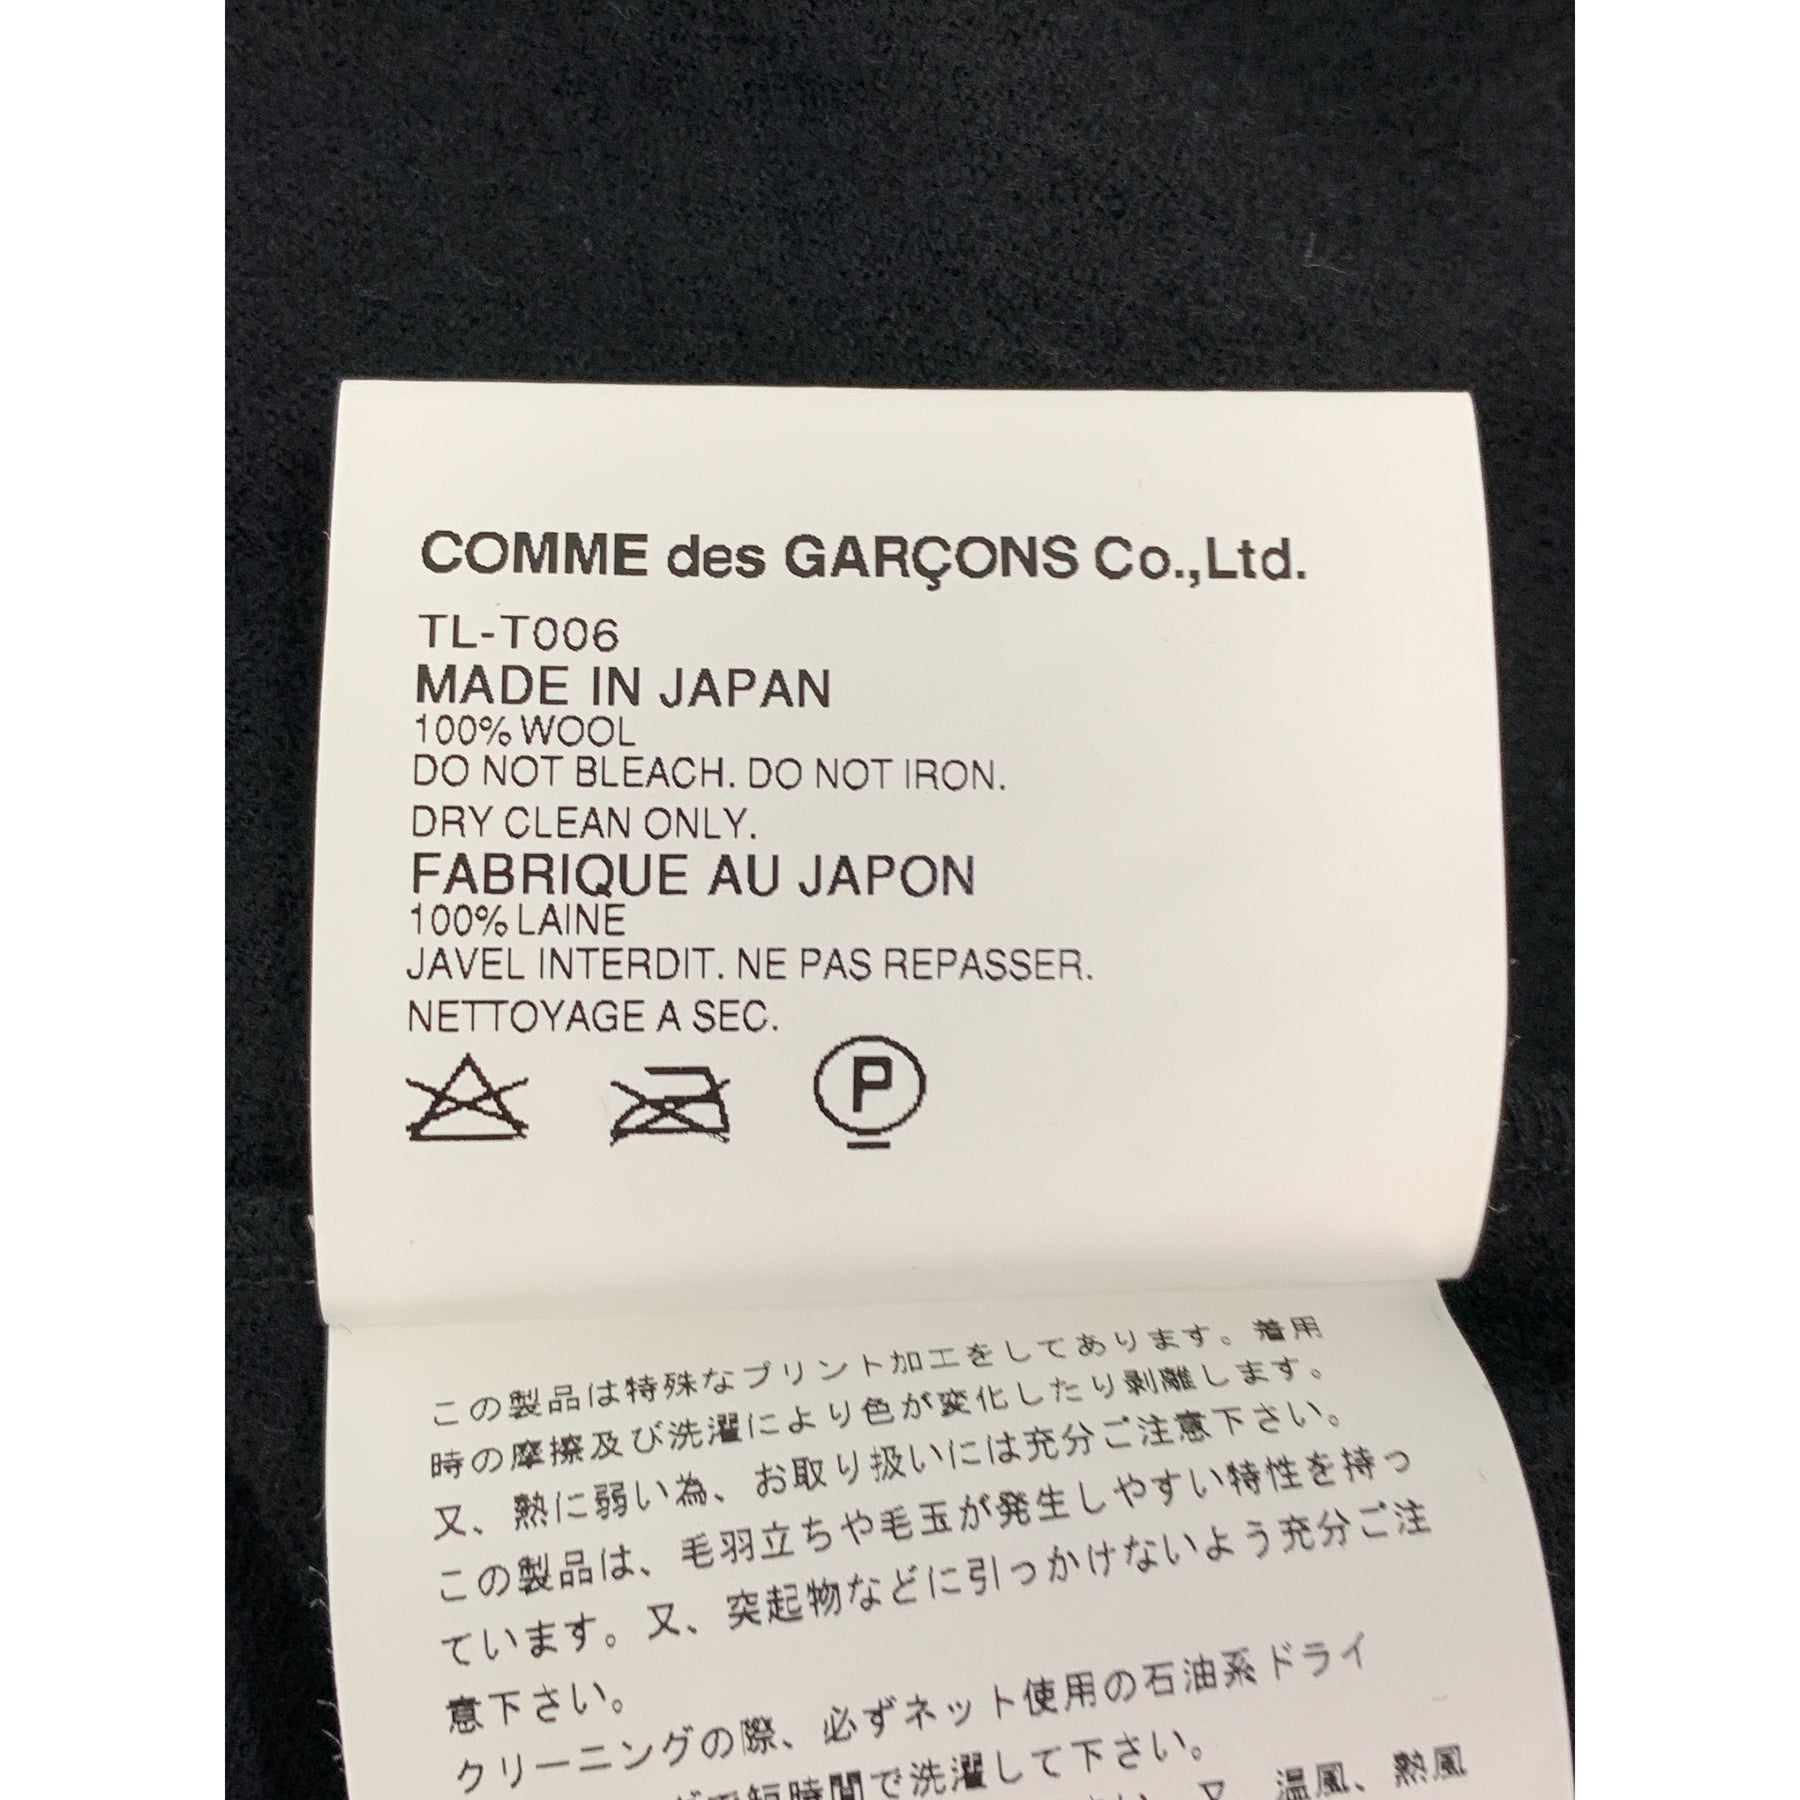 COMME des GARÇONS Co.,Ltd.
TL-T006
MADE IN JAPAN
100% WOOL
DO NOT BLEACH. DO NOT IRON.
DRY CLEAN ONLY.
FABRIQUE AU JAPON
100% LAINE
JAVEL INTERDIT. NE PAS REPASSER.
NETTOYAGE A SEC.
P
この製品は特殊なプリント加工をしてあります。着用
時の摩擦及び洗濯により色が変化したり剥離します。
又、熱に弱い為、お取り扱いには充分ご注意下さい。
この製品は、毛羽立ちや毛玉が発生しやすい特性を持っ
ています。又、突起物などに引っかけないよう充分ご注
意下さい。
クリーニングの際、必ずネット使用の石油系ドライ
で短時間で洗濯して下さい。
又、温風、熱風